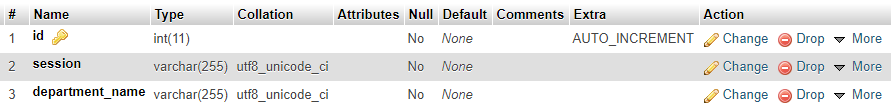 # Name Type Collation Attributes Null Default Comments Extra Action
1 id int(11) No None AUTO_INCREMENT Change Drop More
2 session varchar(255) utf8_unicode_ci No None Change Drop More
3 department_name varchar(255) utf8_unicode_ci No None Change Drop More